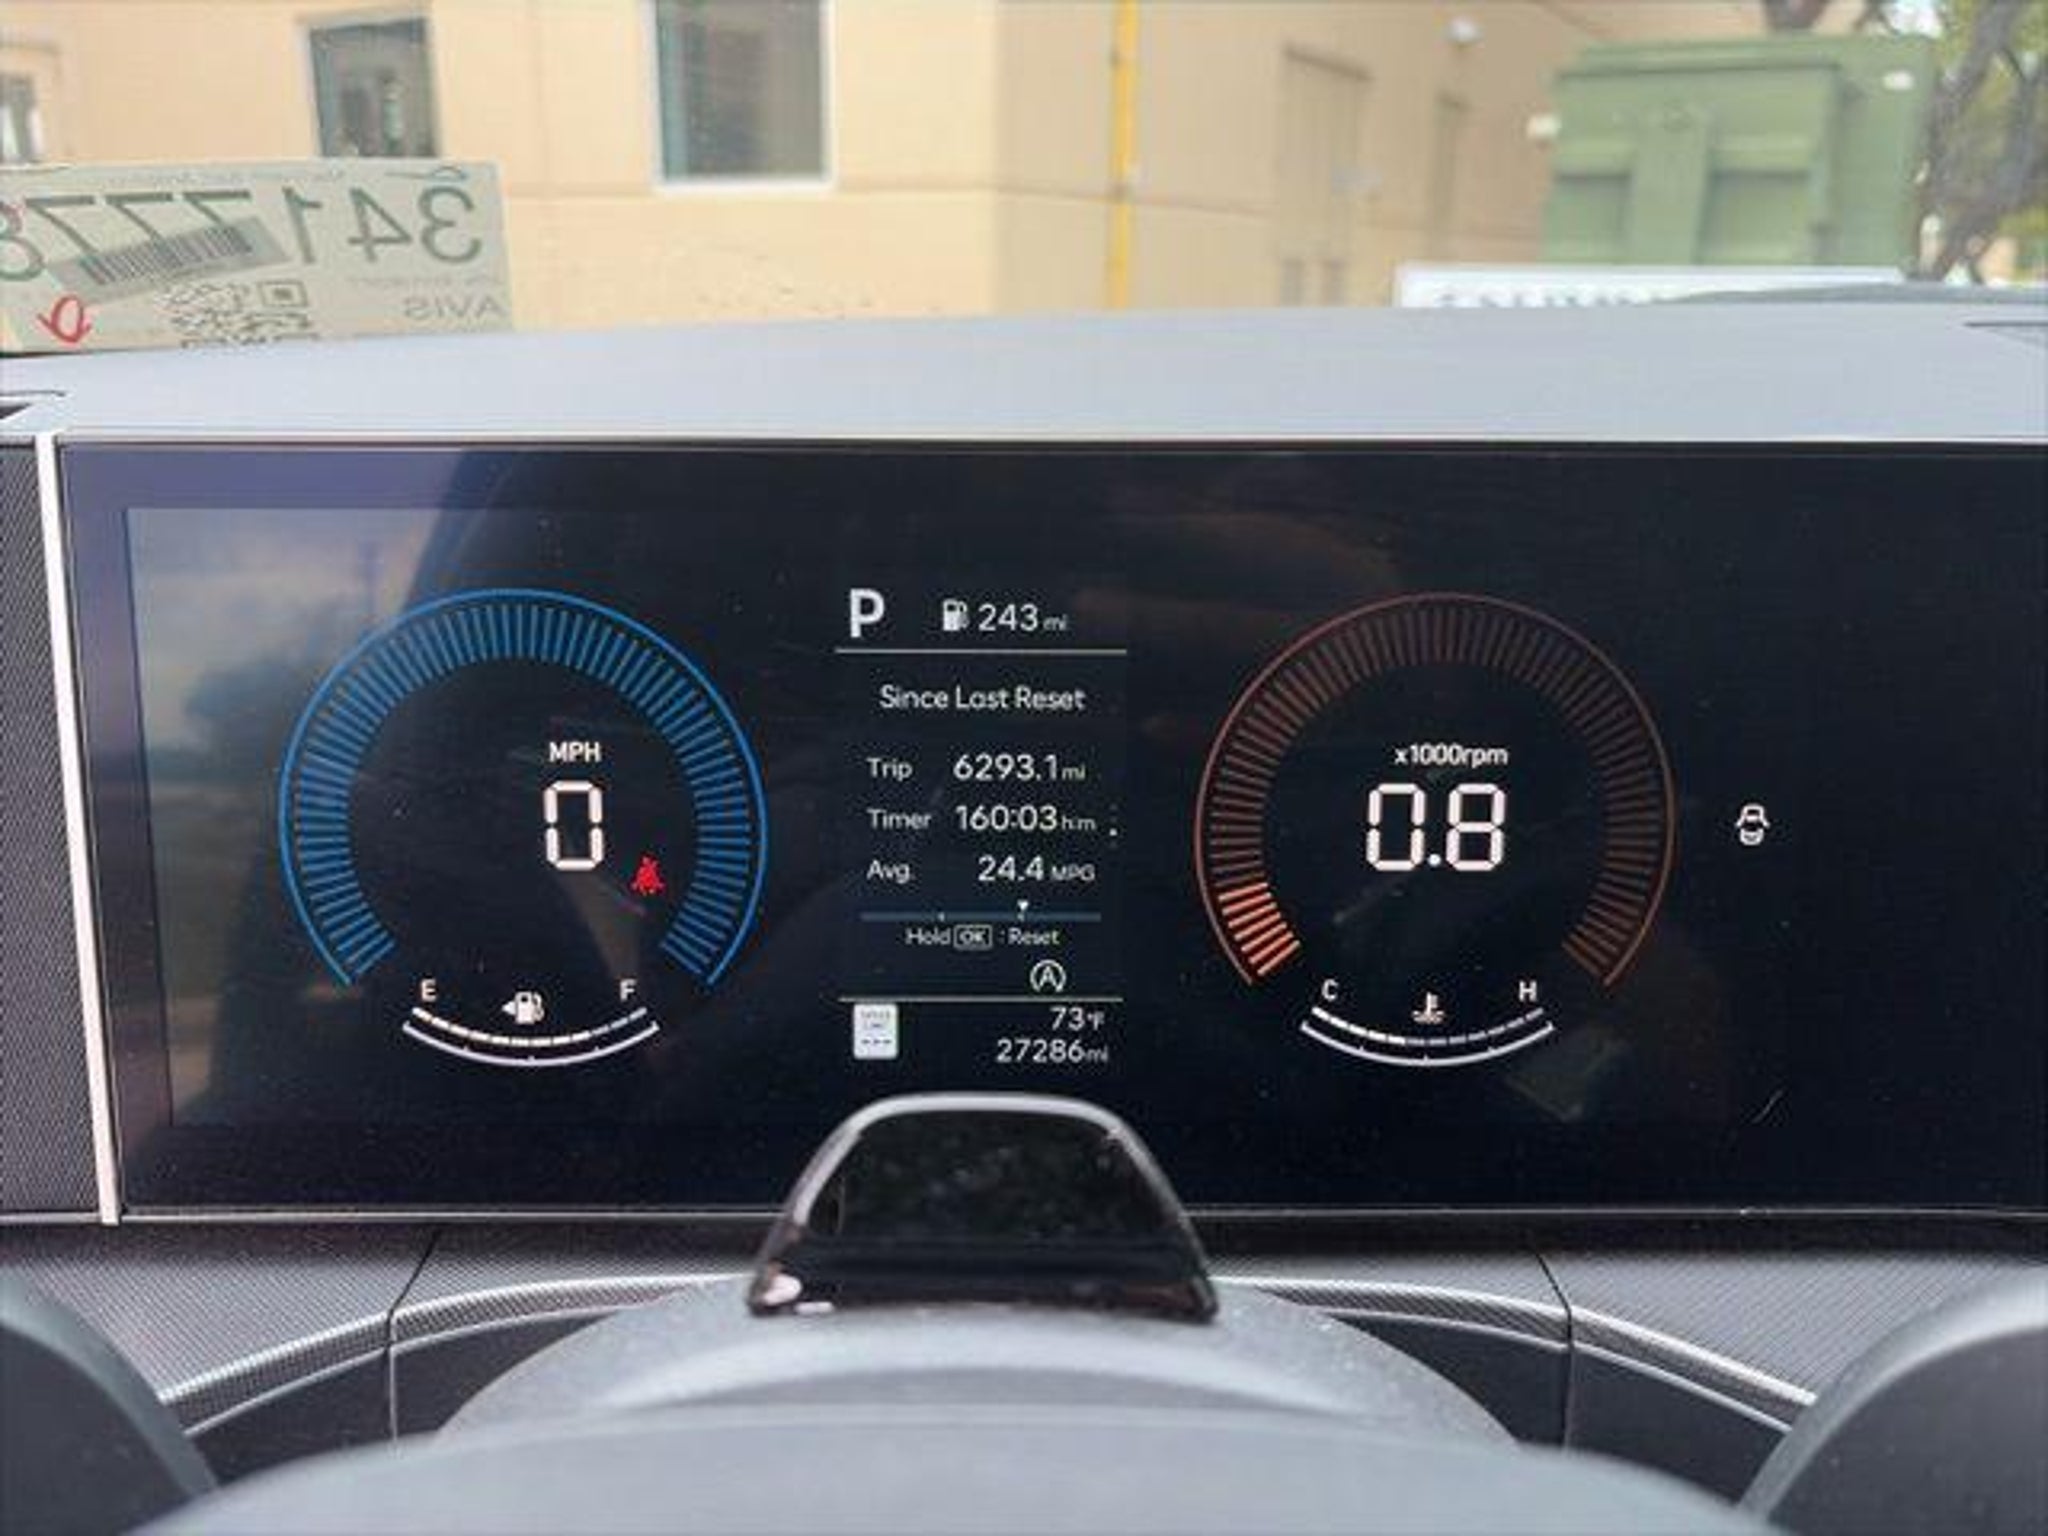 3417778
AVIS
P 243 mi
Since Last Reset
MPH
Trip 6293.1 mi
x1000rpm
0
Timer 160:03 h:m
0.8
Avg. 24.4 MPG
Hold OK : Reset
A
E F
C H
73°F
27286 mi